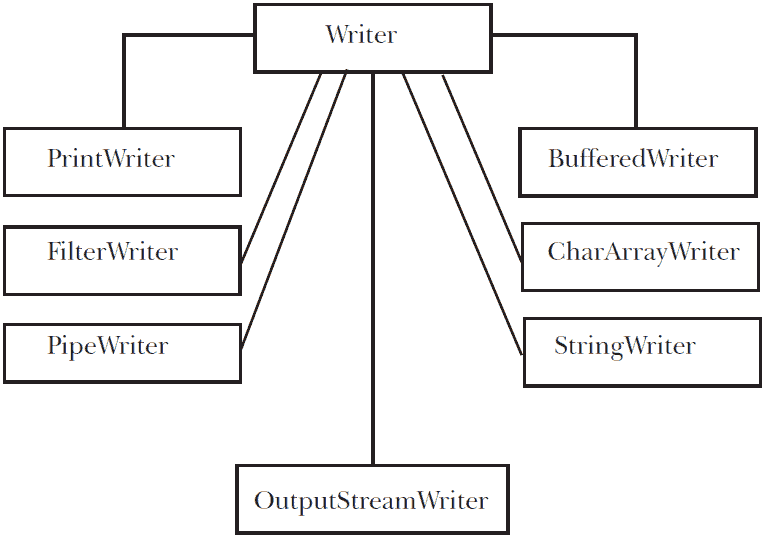 Writer
PrintWriter
BufferedWriter
FilterWriter
CharArrayWriter
PipeWriter
StringWriter
OutputStreamWriter